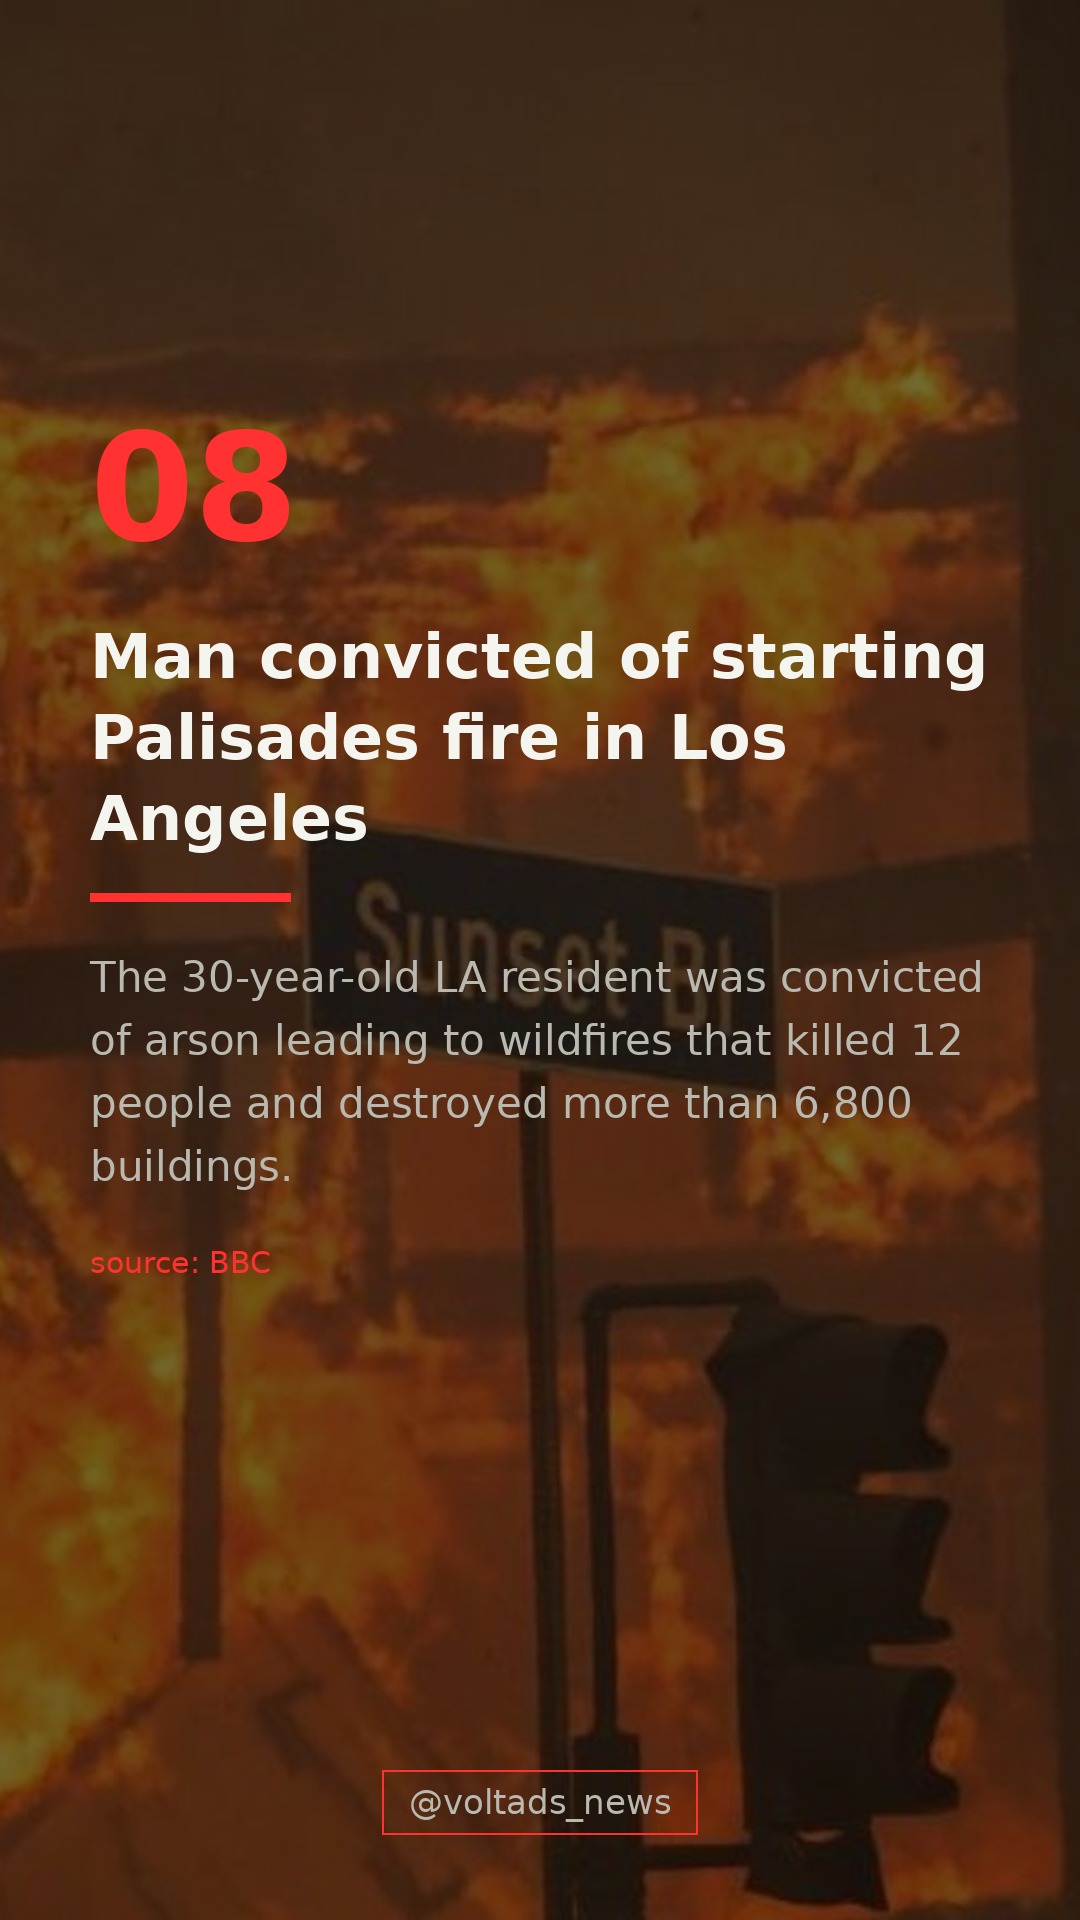 08
Man convicted of starting
Palisades fire in Los
Angeles
Sunset Bl
The 30-year-old LA resident was convicted
of arson leading to wildfires that killed 12
people and destroyed more than 6,800
buildings.
source: BBC
@voltads_news